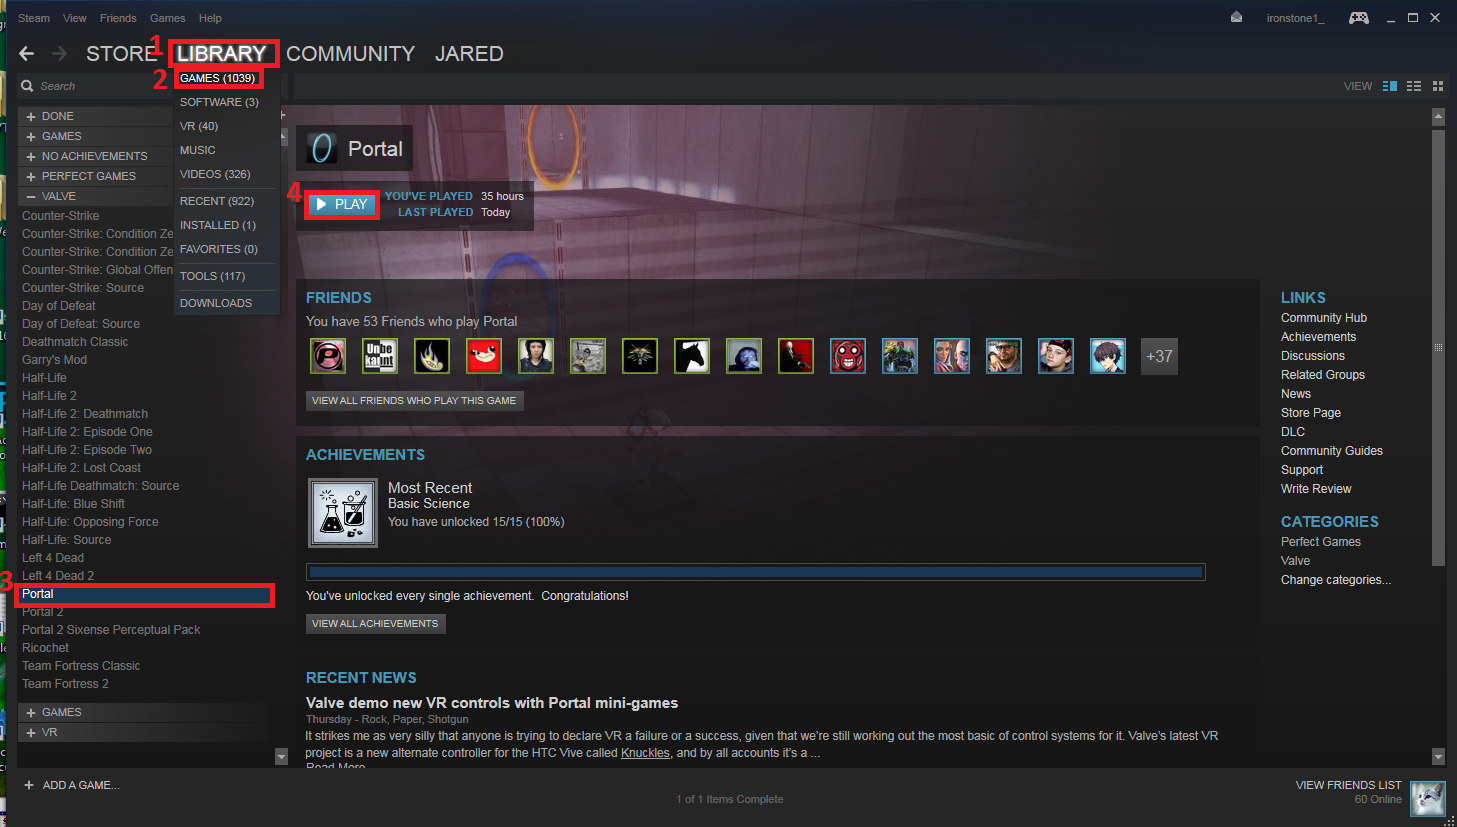 Steam View Friends Games Help
ironstone1_
1
STORE LIBRARY COMMUNITY JARED
2
GAMES (1039)
SOFTWARE (3)
VR (40)
MUSIC
VIDEOS (326)
RECENT (922)
INSTALLED (1)
FAVORITES (0)
TOOLS (117)
DOWNLOADS
Search
VIEW
+ DONE
+ GAMES
+ NO ACHIEVEMENTS
+ PERFECT GAMES
− VALVE
Counter-Strike
Counter-Strike: Condition Ze
Counter-Strike: Condition Ze
Counter-Strike: Global Offen
Counter-Strike: Source
Day of Defeat
Day of Defeat: Source
Deathmatch Classic
Garry's Mod
Half-Life
Half-Life 2
Half-Life 2: Deathmatch
Half-Life 2: Episode One
Half-Life 2: Episode Two
Half-Life 2: Lost Coast
Half-Life Deathmatch: Source
Half-Life: Blue Shift
Half-Life: Opposing Force
Half-Life: Source
Left 4 Dead
Left 4 Dead 2
3
Portal
Portal 2
Portal 2 Sixense Perceptual Pack
Ricochet
Team Fortress Classic
Team Fortress 2
+ GAMES
+ VR
+ ADD A GAME...
Portal
4
PLAY
YOU'VE PLAYED 35 hours
LAST PLAYED Today
FRIENDS
You have 53 Friends who play Portal
Unbe
kannt
+37
VIEW ALL FRIENDS WHO PLAY THIS GAME
ACHIEVEMENTS
Most Recent
Basic Science
You have unlocked 15/15 (100%)
You've unlocked every single achievement. Congratulations!
VIEW ALL ACHIEVEMENTS
RECENT NEWS
Valve demo new VR controls with Portal mini-games
Thursday - Rock, Paper, Shotgun
It strikes me as very silly that anyone is trying to declare VR a failure or a success, given that we're still working out the most basic of control systems for it. Valve's latest VR
project is a new alternate controller for the HTC Vive called Knuckles, and by all accounts it's a ...
Read More
LINKS
Community Hub
Achievements
Discussions
Related Groups
News
Store Page
DLC
Community Guides
Support
Write Review
CATEGORIES
Perfect Games
Valve
Change categories...
1 of 1 Items Complete
VIEW FRIENDS LIST
60 Online